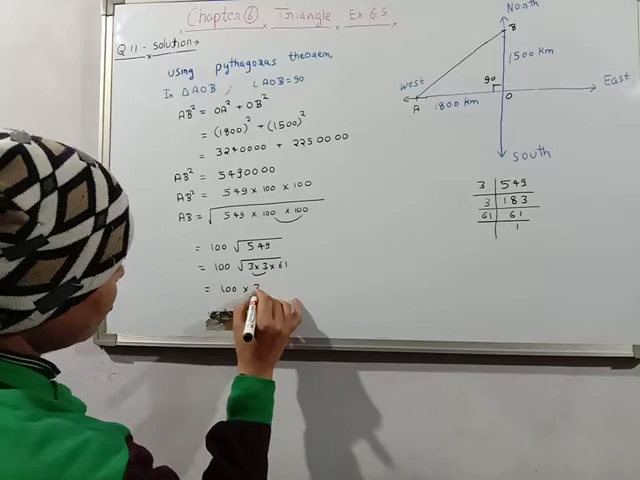 Chapter 6 Triangle Ex 6.5
Q 11 - solution →
using pythagoras theorem,
In △AOB, ∠AOB = 90
AB² = OA² + OB²
= (1800)² + (1500)²
= 3240000 + 2250000
AB² = 5490000
AB² = 549 × 100 × 100
AB = √549 × 100 × 100
= 100 √549
= 100 √3 × 3 × 61
= 100 × 3
North
B
1500 km
West
90
East
A
1800 km
O
south
3 | 549
3 | 183
61 | 61
| 1